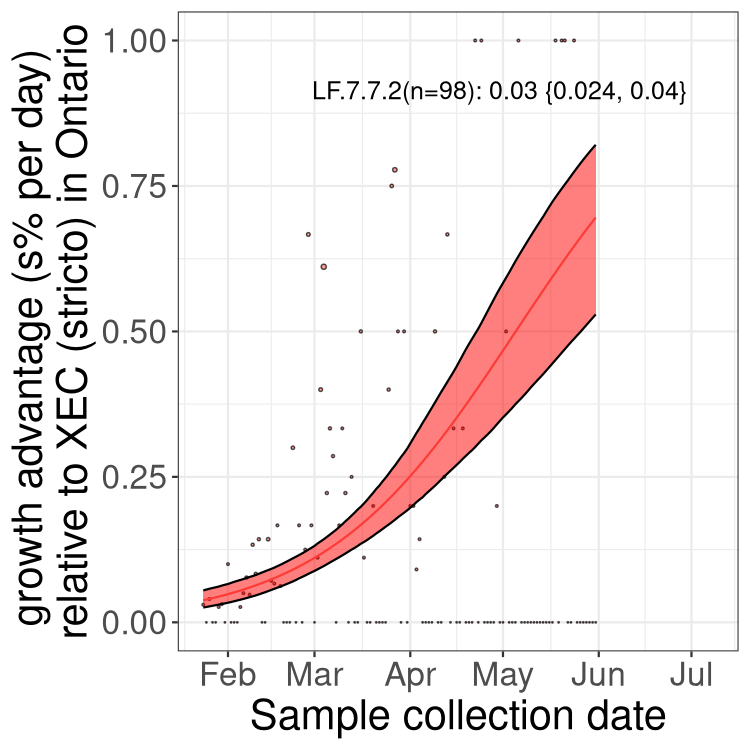 growth advantage (s% per day)
relative to XEC (stricto) in Ontario
1.00
0.75
0.50
0.25
0.00
LF.7.7.2(n=98): 0.03 {0.024, 0.04}
Feb Mar Apr May Jun Jul
Sample collection date